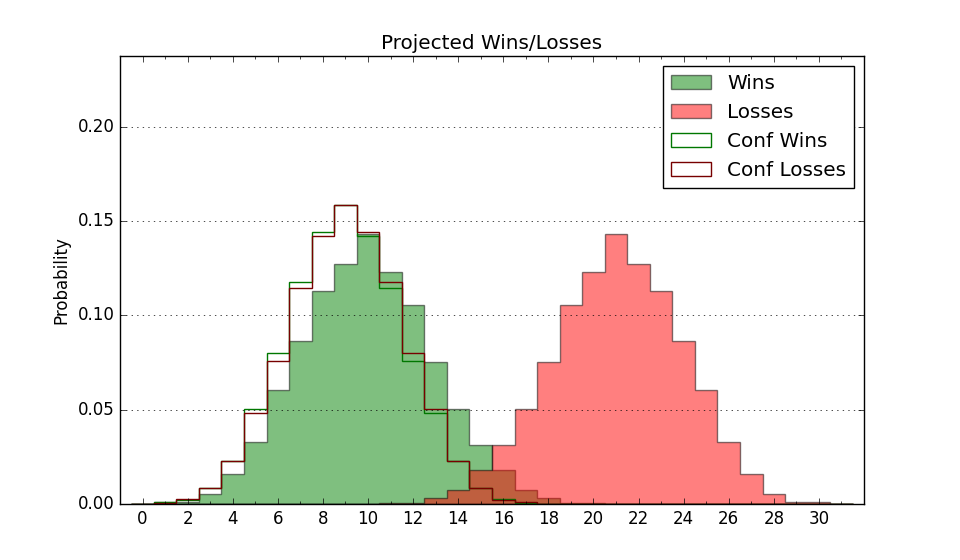 Projected Wins/Losses
Wins
Losses
Conf Wins
Conf Losses
Probability
0.20
0.15
0.10
0.05
0.00
0 2 4 6 8 10 12 14 16 18 20 22 24 26 28 30